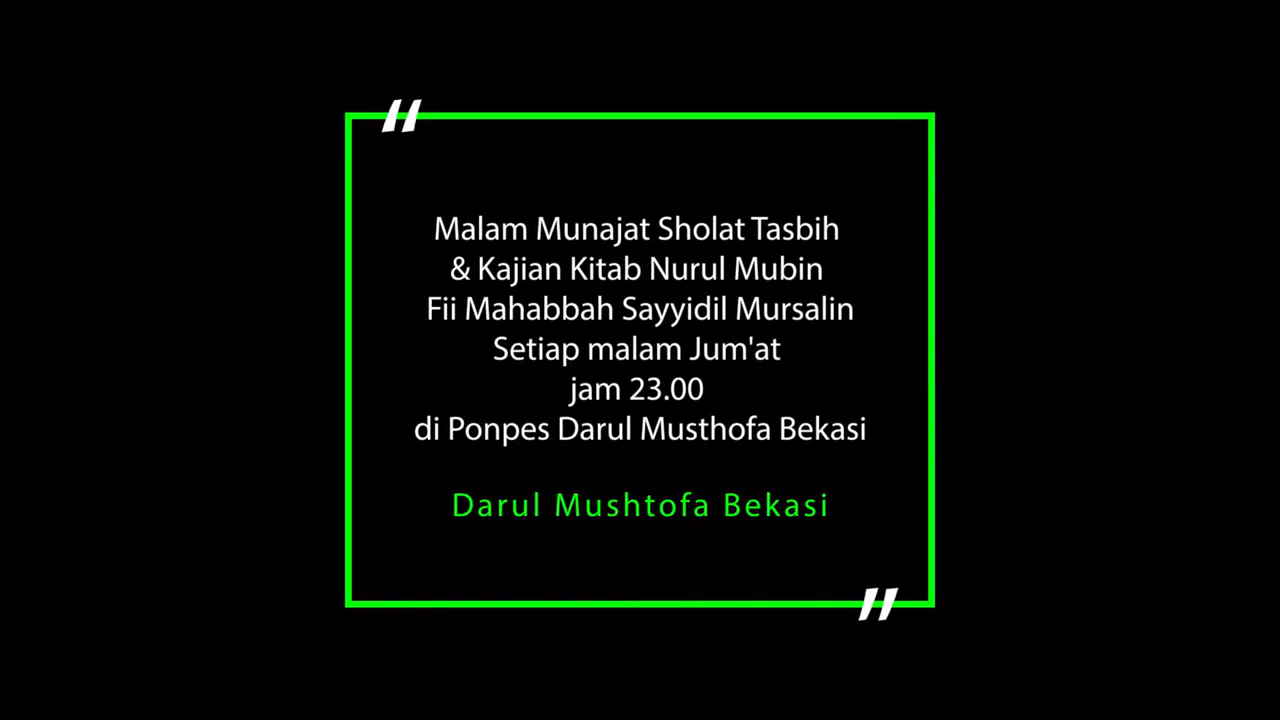 Malam Munajat Sholat Tasbih
& Kajian Kitab Nurul Mubin
Fii Mahabbah Sayyidil Mursalin
Setiap malam Jum'at
jam 23.00
di Ponpes Darul Musthofa Bekasi
Darul Mushtofa Bekasi